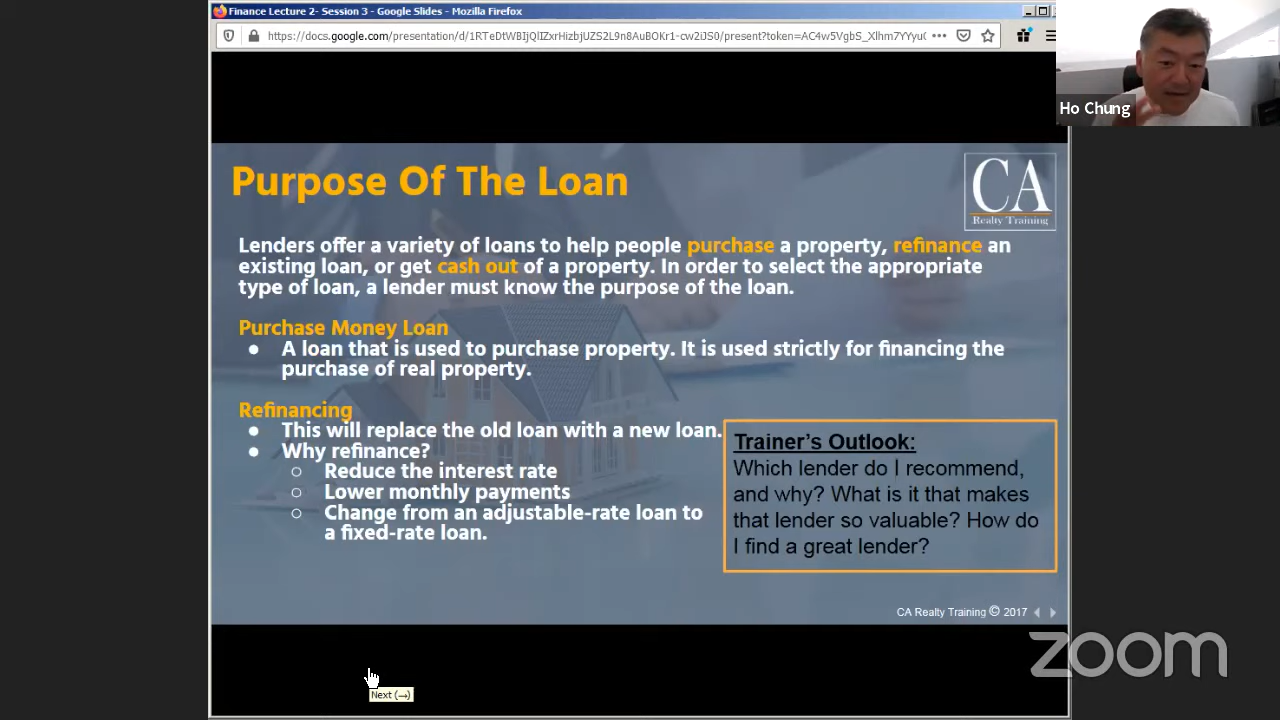 Finance Lecture 2- Session 3 - Google Slides - Mozilla Firefox
https://docs.google.com/presentation/d/
Ho Chung
Purpose Of The Loan
CA
Realty Training
Lenders offer a variety of loans to help people purchase a property, refinance an
existing loan, or get cash out of a property. In order to select the appropriate
type of loan, a lender must know the purpose of the loan.
Purchase Money Loan
● A loan that is used to purchase property. It is used strictly for financing the
purchase of real property.
Refinancing
● This will replace the old loan with a new loan.
● Why refinance?
○ Reduce the interest rate
○ Lower monthly payments
○ Change from an adjustable-rate loan to
a fixed-rate loan.
Trainer's Outlook:
Which lender do I recommend,
and why? What is it that makes
that lender so valuable? How do
I find a great lender?
CA Realty Training © 2017
zoom
Next (→)